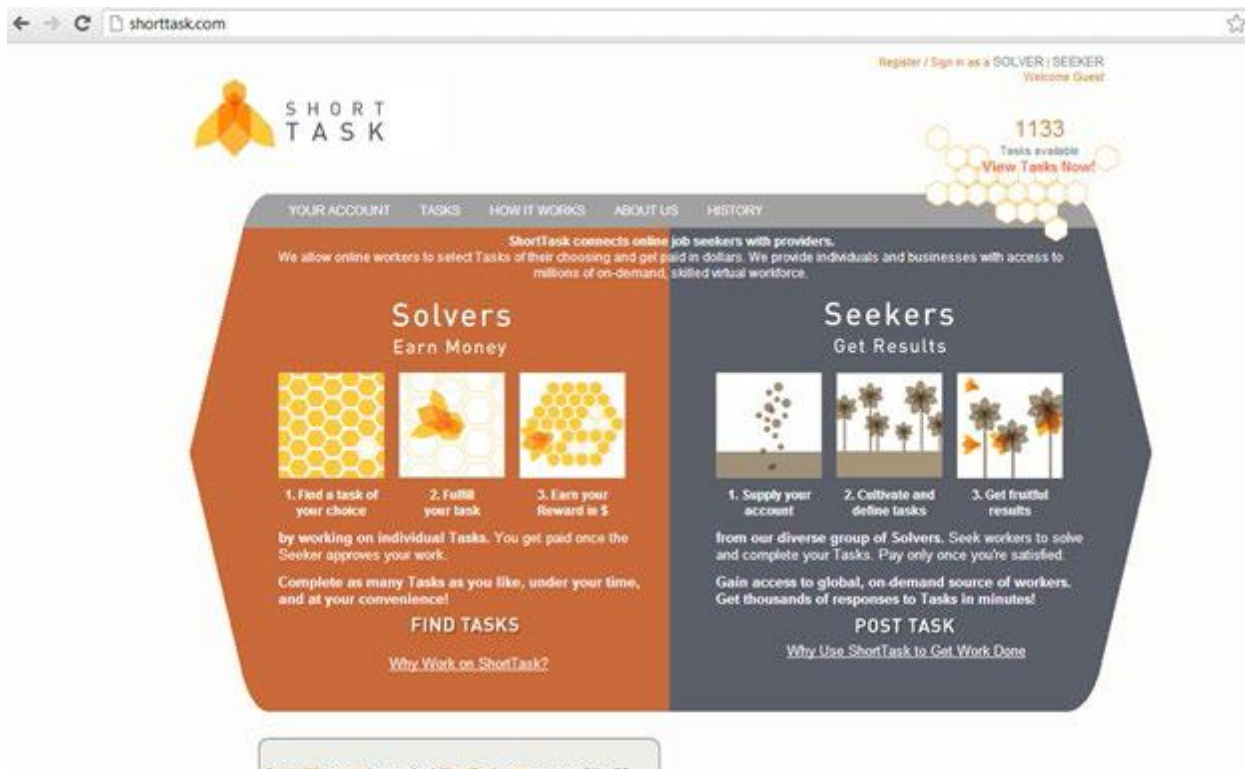 shorttask.com
Register / Sign in as a SOLVER | SEEKER
Welcome Guest
SHORT
TASK
1133
Tasks available
View Tasks Now!
YOUR ACCOUNT TASKS HOW IT WORKS ABOUT US HISTORY
ShortTask connects online job seekers with providers.
We allow online workers to select Tasks of their choosing and get paid in dollars. We provide individuals and businesses with access to
millions of on-demand, skilled virtual workforce.
Solvers
Earn Money
1. Find a task of
your choice
2. Fulfill
your task
3. Earn your
Reward in $
by working on individual Tasks. You get paid once the
Seeker approves your work.
Complete as many Tasks as you like, under your time,
and at your convenience!
FIND TASKS
Why Work on ShortTask?
Seekers
Get Results
1. Supply your
account
2. Cultivate and
define tasks
3. Get fruitful
results
from our diverse group of Solvers. Seek workers to solve
and complete your Tasks. Pay only once you're satisfied.
Gain access to global, on-demand source of workers.
Get thousands of responses to Tasks in minutes!
POST TASK
Why Use ShortTask to Get Work Done